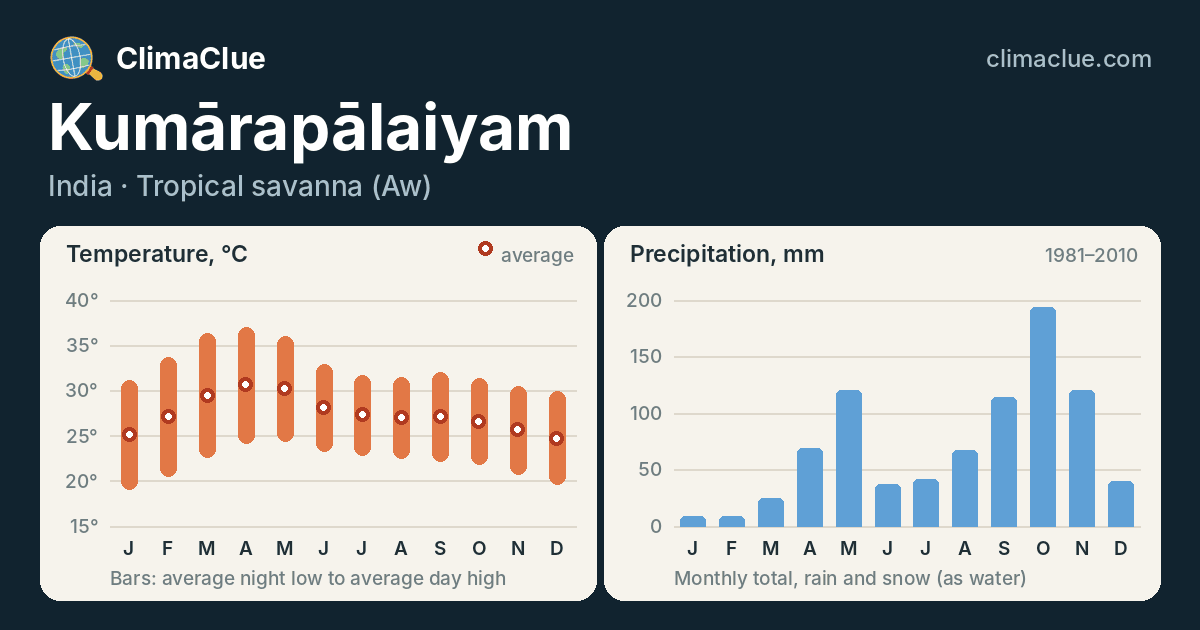 ClimaClue
climaclue.com
Kumārapālaiyam
India · Tropical savanna (Aw)
Temperature, °C
average
40°
35°
30°
25°
20°
15°
J F M A M J J A S O N D
Bars: average night low to average day high
Precipitation, mm
1981–2010
200
150
100
50
0
J F M A M J J A S O N D
Monthly total, rain and snow (as water)